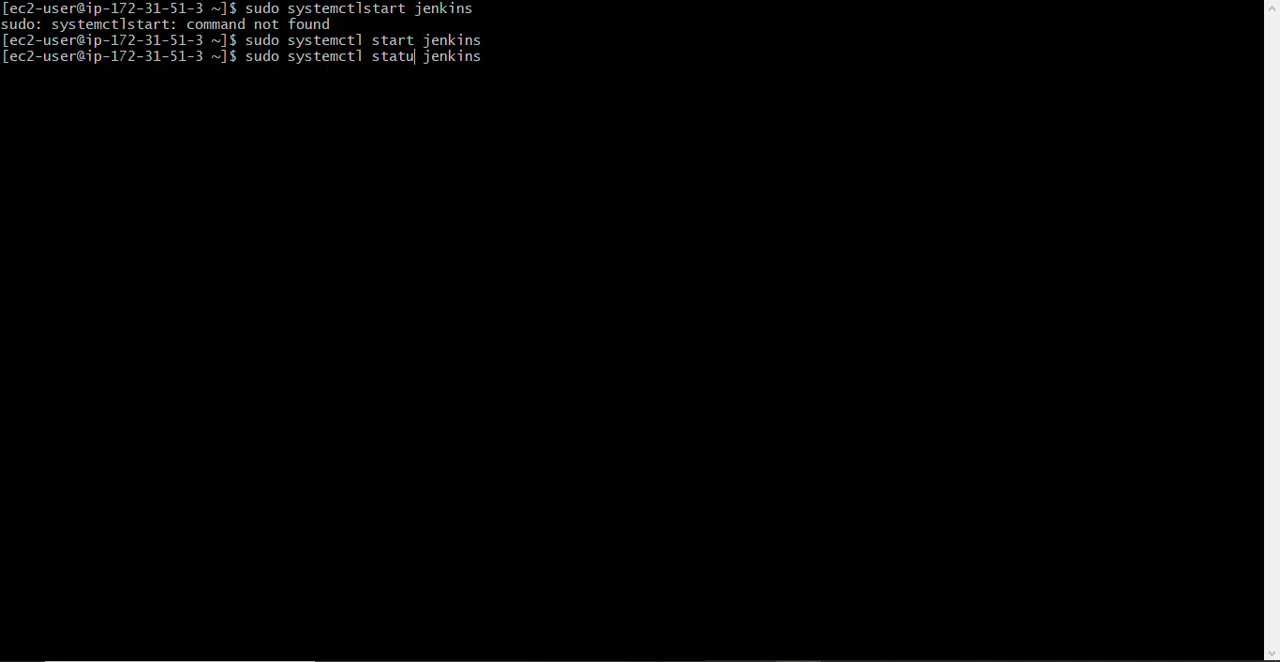 [ec2-user@ip-172-31-51-3 ~]$ sudo systemctlstart jenkins
sudo: systemctlstart: command not found
[ec2-user@ip-172-31-51-3 ~]$ sudo systemctl start jenkins
[ec2-user@ip-172-31-51-3 ~]$ sudo systemctl statu jenkins